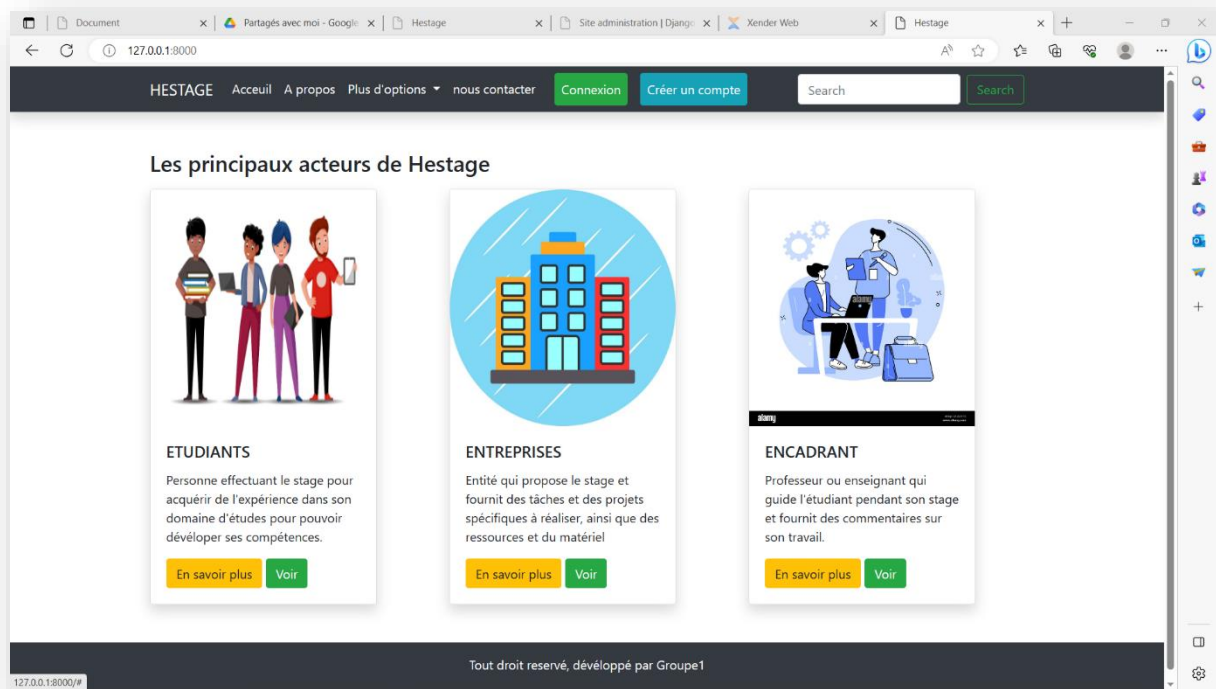 Document
Partagés avec moi - Google
Hestage
Site administration | Django
Xender Web
Hestage
127.0.0.1:8000
HESTAGE Acceuil A propos Plus d'options nous contacter Connexion Créer un compte Search Search
Les principaux acteurs de Hestage
alamy
alamy
ETUDIANTS
Personne effectuant le stage pour
acquérir de l'expérience dans son
domaine d'études pour pouvoir
déveloper ses compétences.
En savoir plus Voir
ENTREPRISES
Entité qui propose le stage et
fournit des tâches et des projets
spécifiques à réaliser, ainsi que des
ressources et du matériel
En savoir plus Voir
ENCADRANT
Professeur ou enseignant qui
guide l'étudiant pendant son stage
et fournit des commentaires sur
son travail.
En savoir plus Voir
Tout droit reservé, dévéloppé par Groupe1
127.0.0.1:8000/#